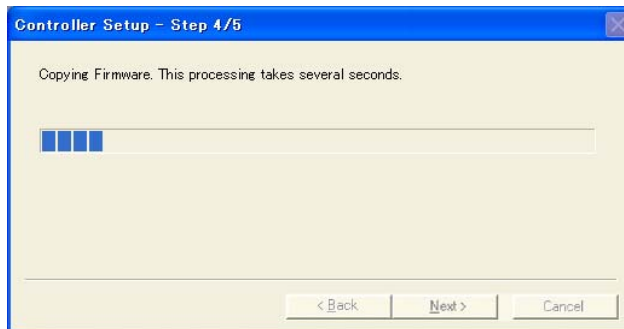 Controller Setup - Step 4/5
Copying Firmware. This processing takes several seconds.
< Back
Next >
Cancel